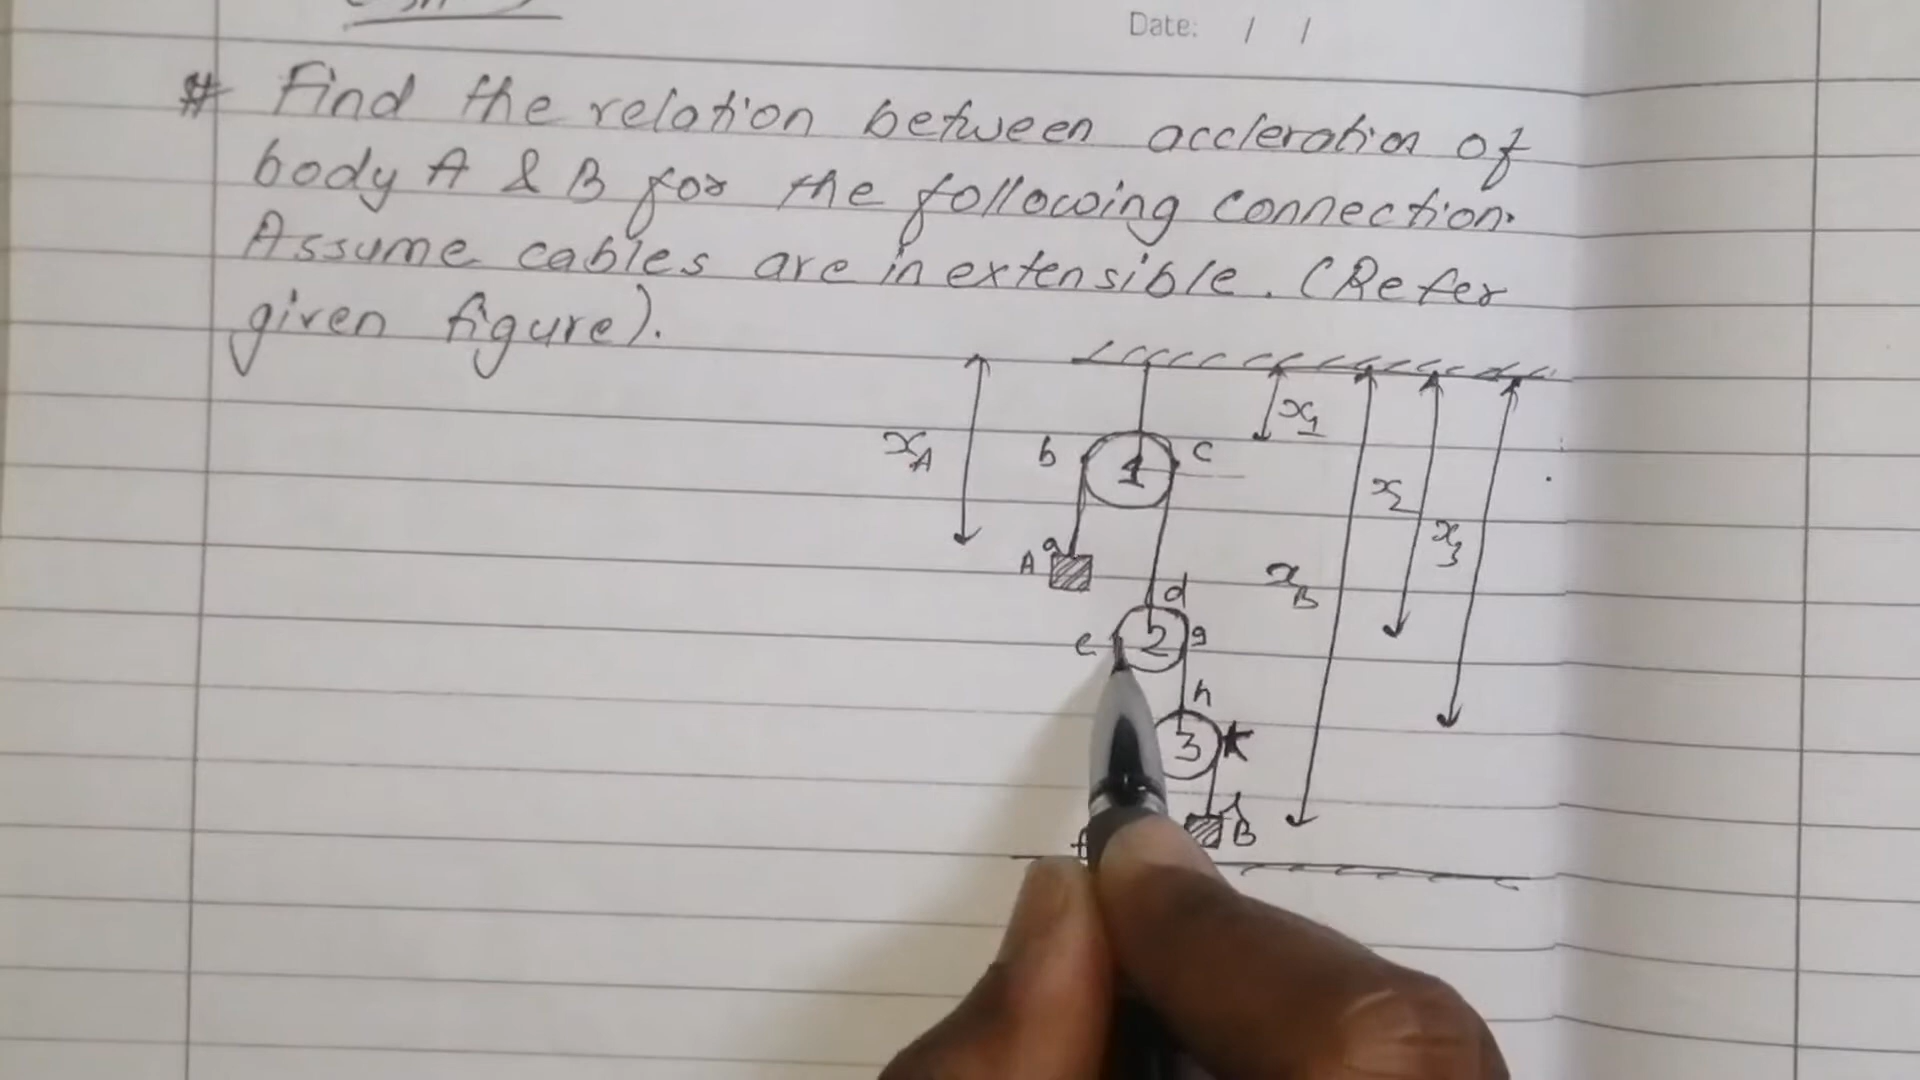 Date: / /
# Find the relation between accleration of
body A & B for the following connection.
Assume cables are inextensible. (Refer
given figure).
x1
xA
b
1
c
x2
x3
a
A
xB
d
e
2
g
h
3
k
B
f